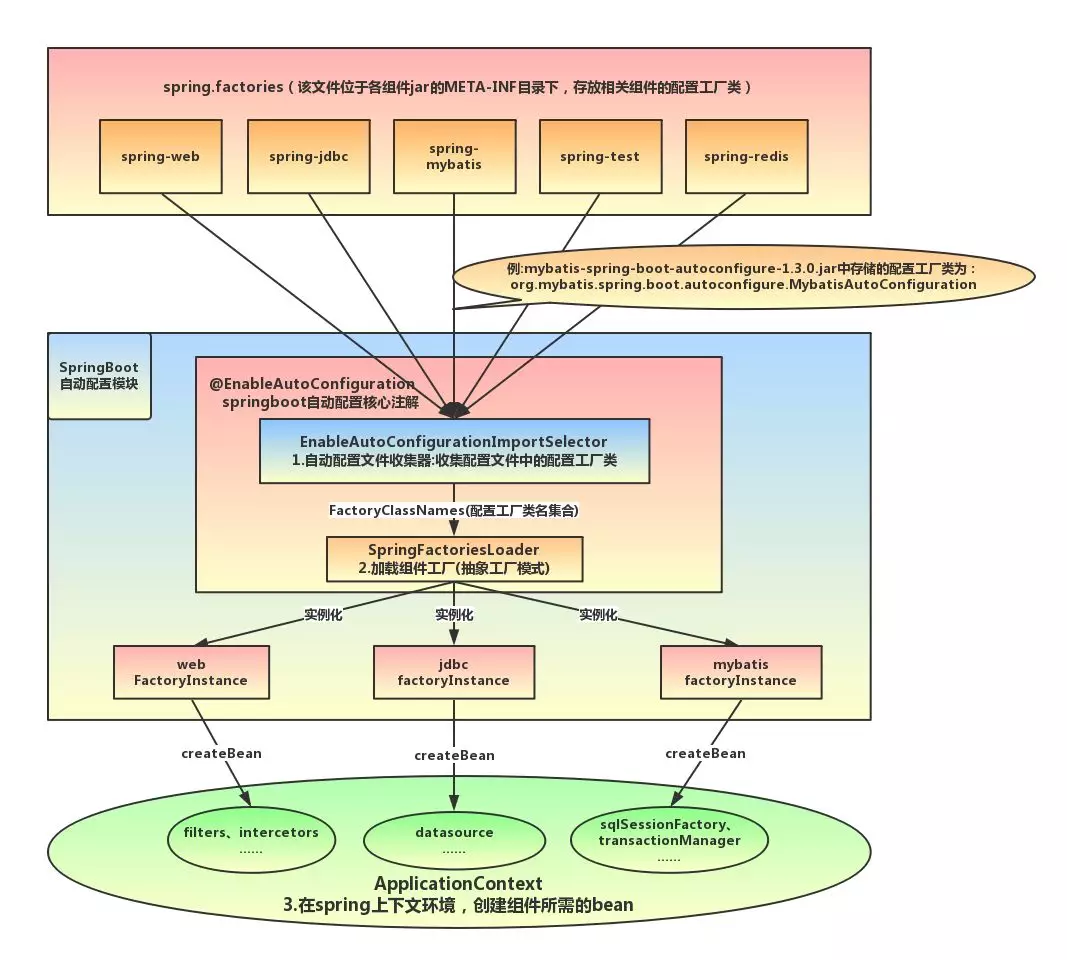 spring.factories（该文件位于各组件jar的META-INF目录下，存放相关组件的配置工厂类）
spring-web
spring-jdbc
spring-
mybatis
spring-test
spring-redis
例:mybatis-spring-boot-autoconfigure-1.3.0.jar中存储的配置工厂类为：
org.mybatis.spring.boot.autoconfigure.MybatisAutoConfiguration
SpringBoot
自动配置模块
@EnableAutoConfiguration
springboot自动配置核心注解
EnableAutoConfigurationImportSelector
1.自动配置文件收集器:收集配置文件中的配置工厂类
FactoryClassNames(配置工厂类名集合)
SpringFactoriesLoader
2.加载组件工厂(抽象工厂模式)
实例化
实例化
实例化
web
FactoryInstance
jdbc
factoryInstance
mybatis
factoryInstance
createBean
createBean
createBean
filters、intercetors
......
datasource
......
sqlSessionFactory、
transactionManager
......
ApplicationContext
3.在spring上下文环境，创建组件所需的bean